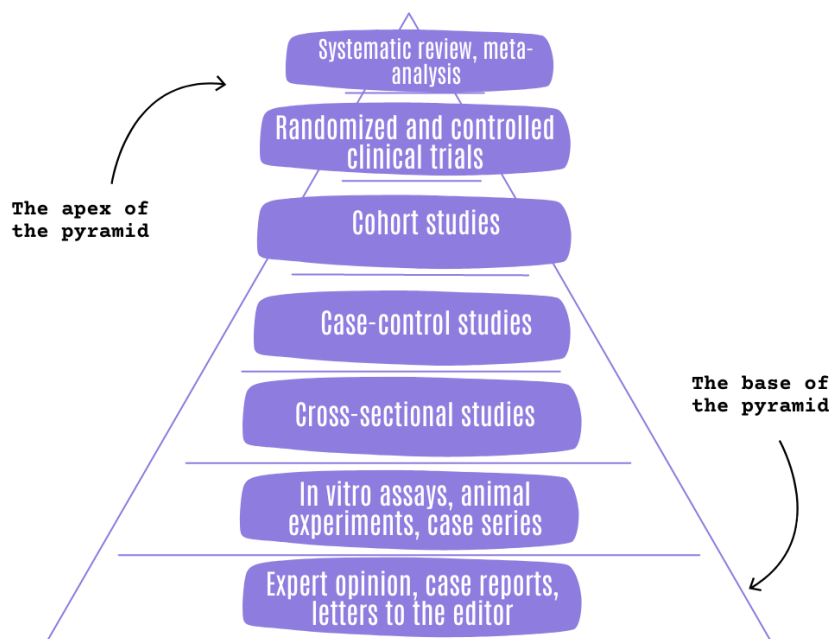 Systematic review, meta-
analysis
Randomized and controlled
clinical trials
The apex of
the pyramid
Cohort studies
Case-control studies
The base of
the pyramid
Cross-sectional studies
In vitro assays, animal
experiments, case series
Expert opinion, case reports,
letters to the editor